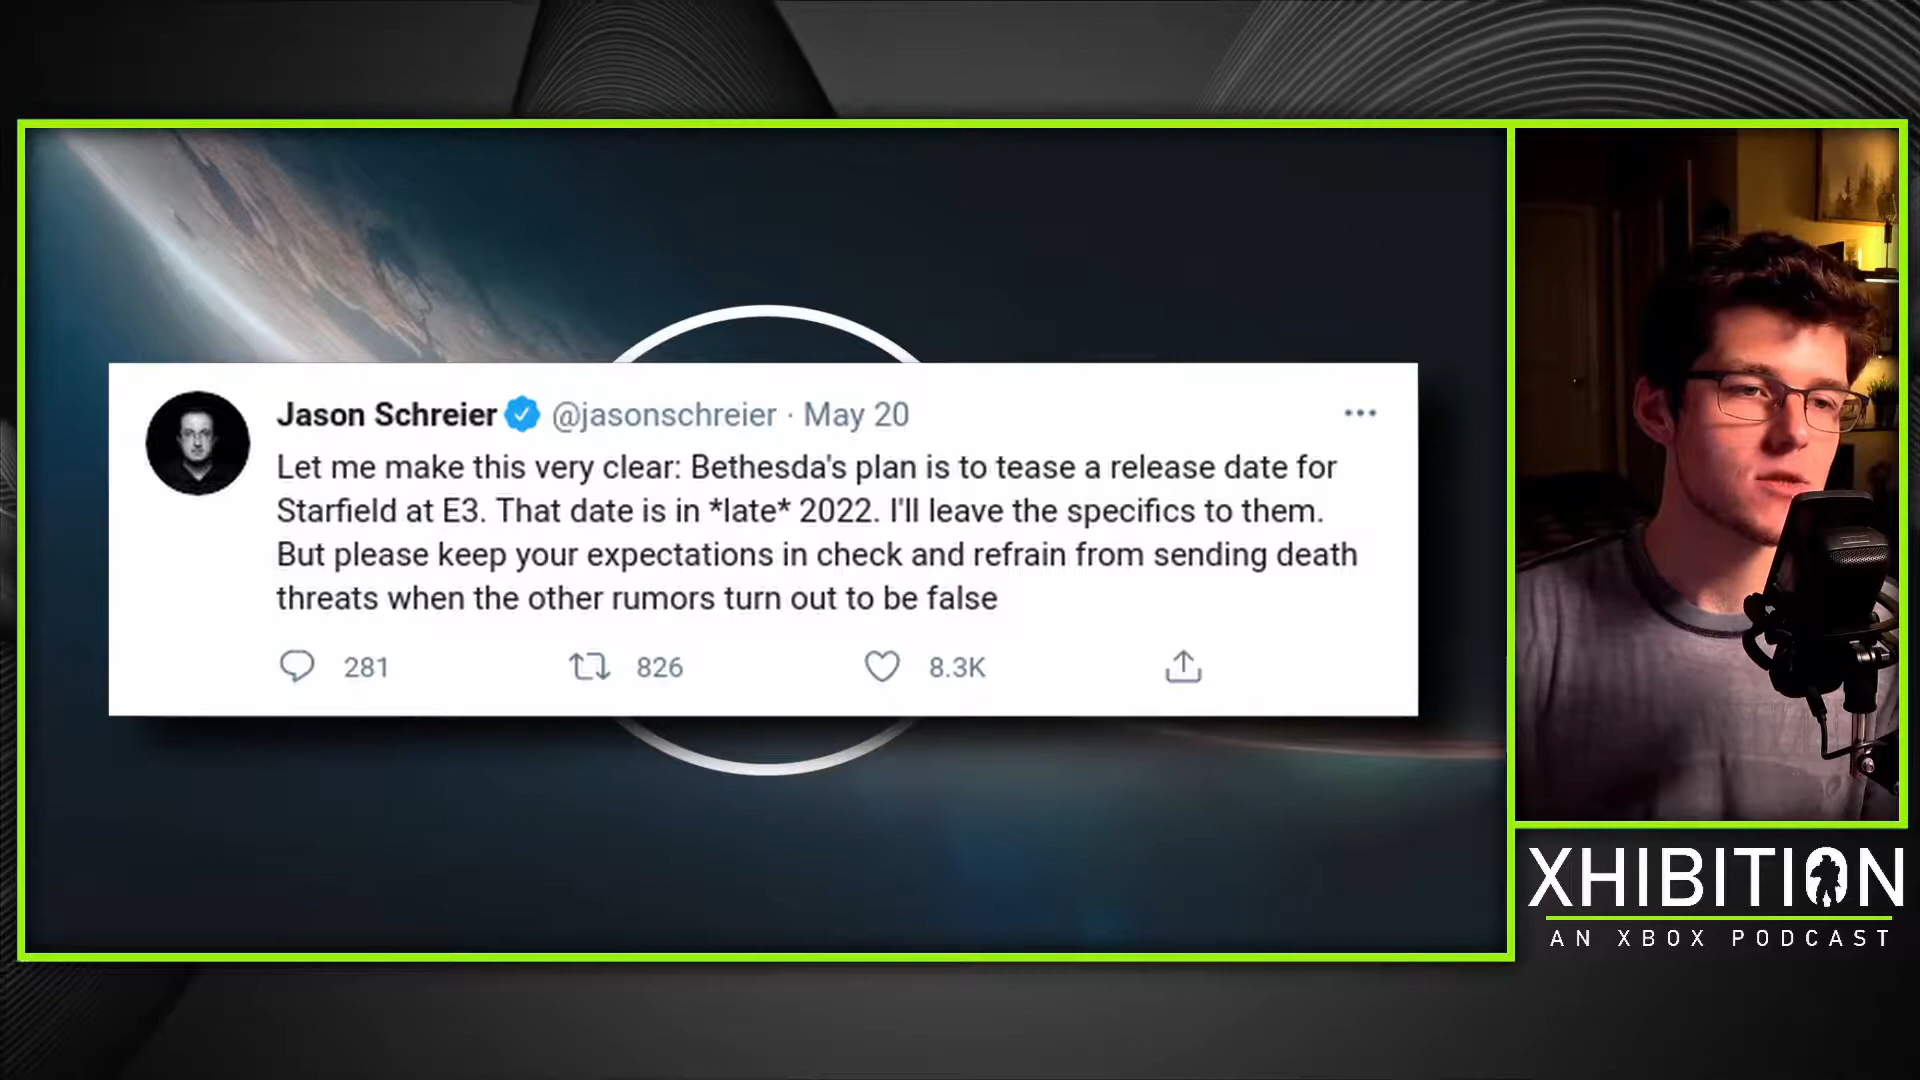 Jason Schreier @jasonschreier · May 20
Let me make this very clear: Bethesda's plan is to tease a release date for
Starfield at E3. That date is in *late* 2022. I'll leave the specifics to them.
But please keep your expectations in check and refrain from sending death
threats when the other rumors turn out to be false
281 826 8.3K
XHIBITION
AN XBOX PODCAST